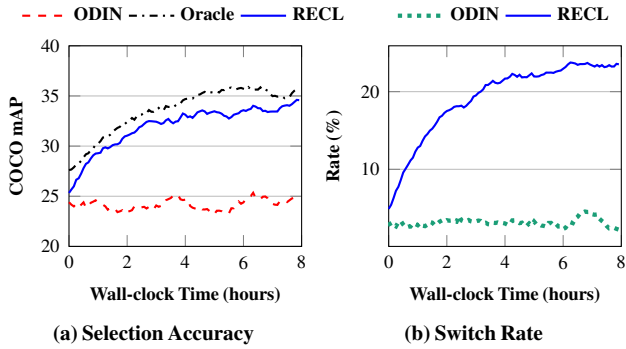 ODIN Oracle RECL
COCO mAP
40
35
30
25
20
0 2 4 6 8
Wall-clock Time (hours)
(a) Selection Accuracy
ODIN RECL
Rate (%)
20
10
0 2 4 6 8
Wall-clock Time (hours)
(b) Switch Rate